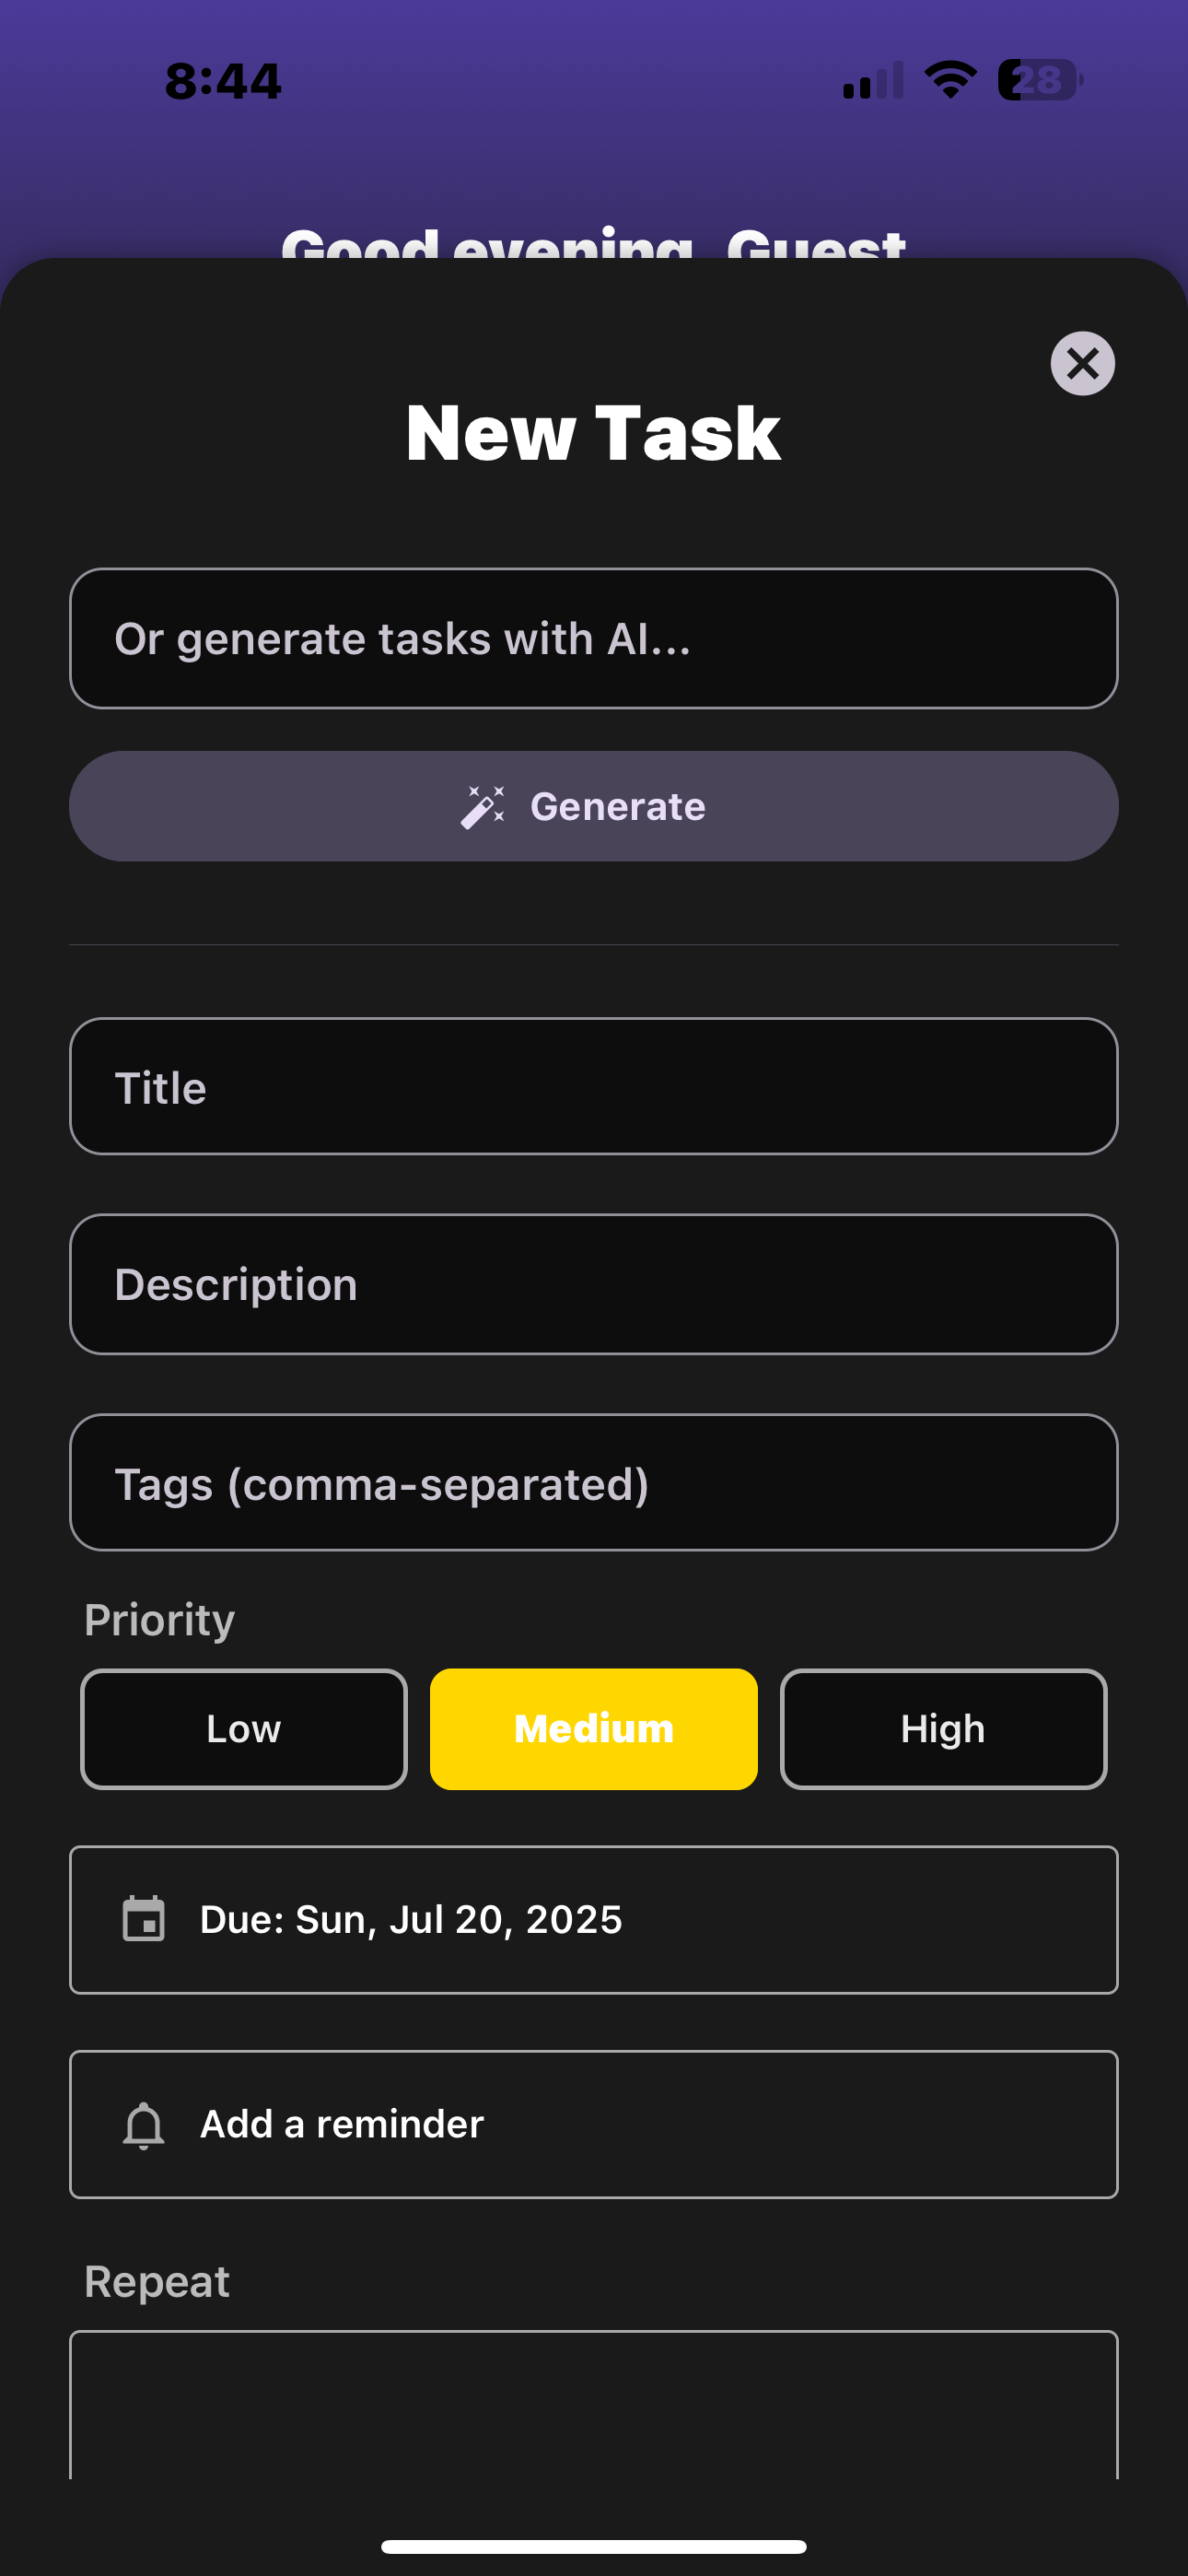 8:44
28
Good evening, Guest
New Task
Or generate tasks with AI...
Generate
Title
Description
Tags (comma-separated)
Priority
Low Medium High
Due: Sun, Jul 20, 2025
Add a reminder
Repeat